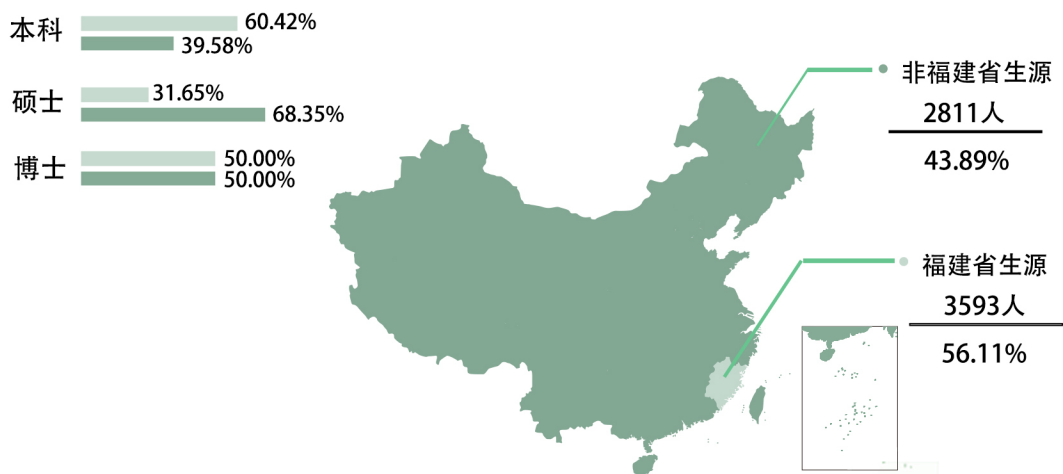 本科
60.42%
39.58%
硕士
31.65%
68.35%
博士
50.00%
50.00%
非福建省生源
2811人
43.89%
福建省生源
3593人
56.11%